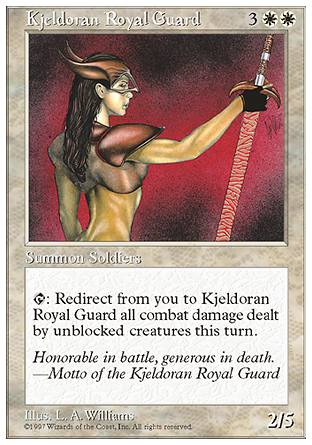 Kjeldoran Royal Guard 3
Summon Soldiers
: Redirect from you to Kjeldoran
Royal Guard all combat damage dealt
by unblocked creatures this turn.
Honorable in battle, generous in death.
—Motto of the Kjeldoran Royal Guard
Illus. L. A. Williams
©1997 Wizards of the Coast, Inc. All rights reserved.
2/5